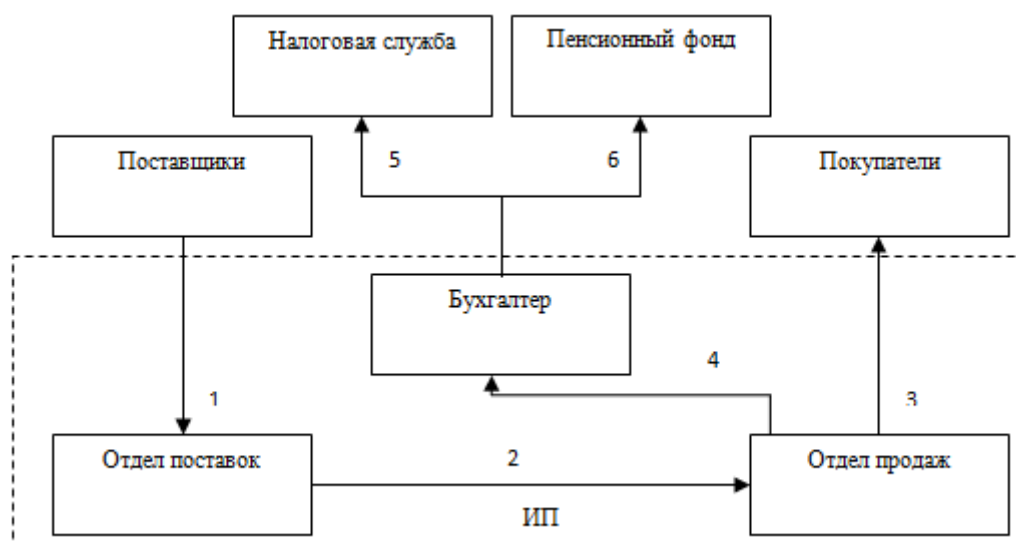 Налоговая служба
Пенсионный фонд
Поставщики
5
6
Покупатели
Бухгалтер
4
1
3
Отдел поставок
2
Отдел продаж
ИП